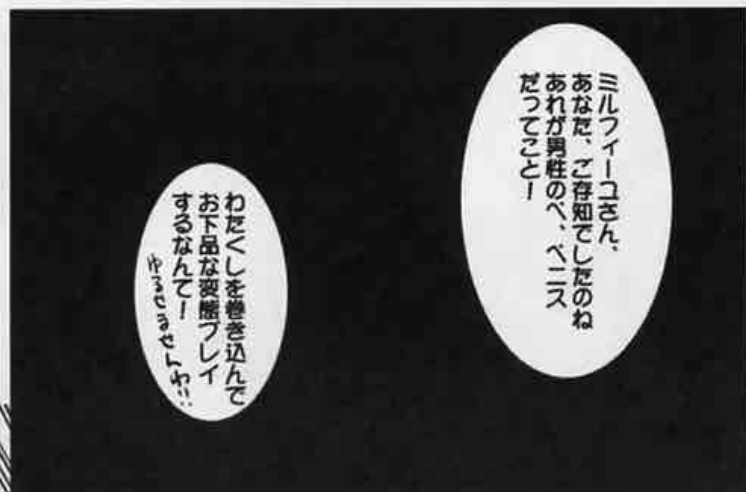 ミルフィーユさん、
あなた、ご存知でしたのね
あれが男性のペ、ペニス
だってこと！
わたくしを巻き込んで
お下品な変態プレイ
するなんて！
ゆるせませんわ!!